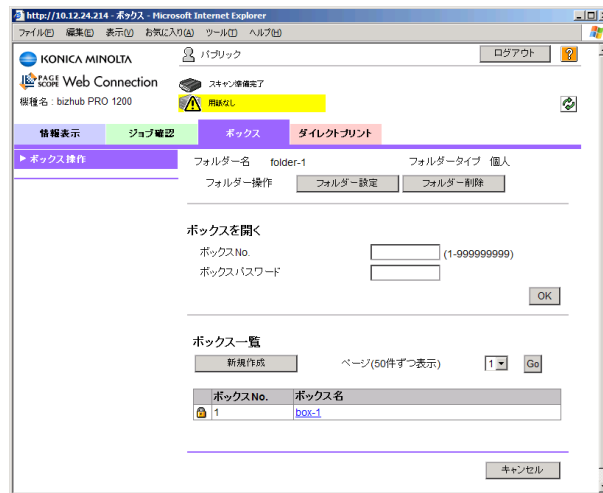 http://10.12.24.214 - ボックス - Microsoft Internet Explorer
ファイル(F) 編集(E) 表示(V) お気に入り(A) ツール(T) ヘルプ(H)
KONICA MINOLTA
パブリック
ログアウト
?
PAGE SCOPE Web Connection
スキャン準備完了
機種名 : bizhub PRO 1200
用紙なし
情報表示 ジョブ確認 ボックス ダイレクトプリント
ボックス操作
フォルダー名 folder-1 フォルダータイプ 個人
フォルダー操作 フォルダー設定 フォルダー削除
ボックスを開く
ボックスNo. (1-999999999)
ボックスパスワード
OK
ボックス一覧
新規作成 ページ(50件ずつ表示) 1 Go
ボックスNo. ボックス名
1 box-1
キャンセル